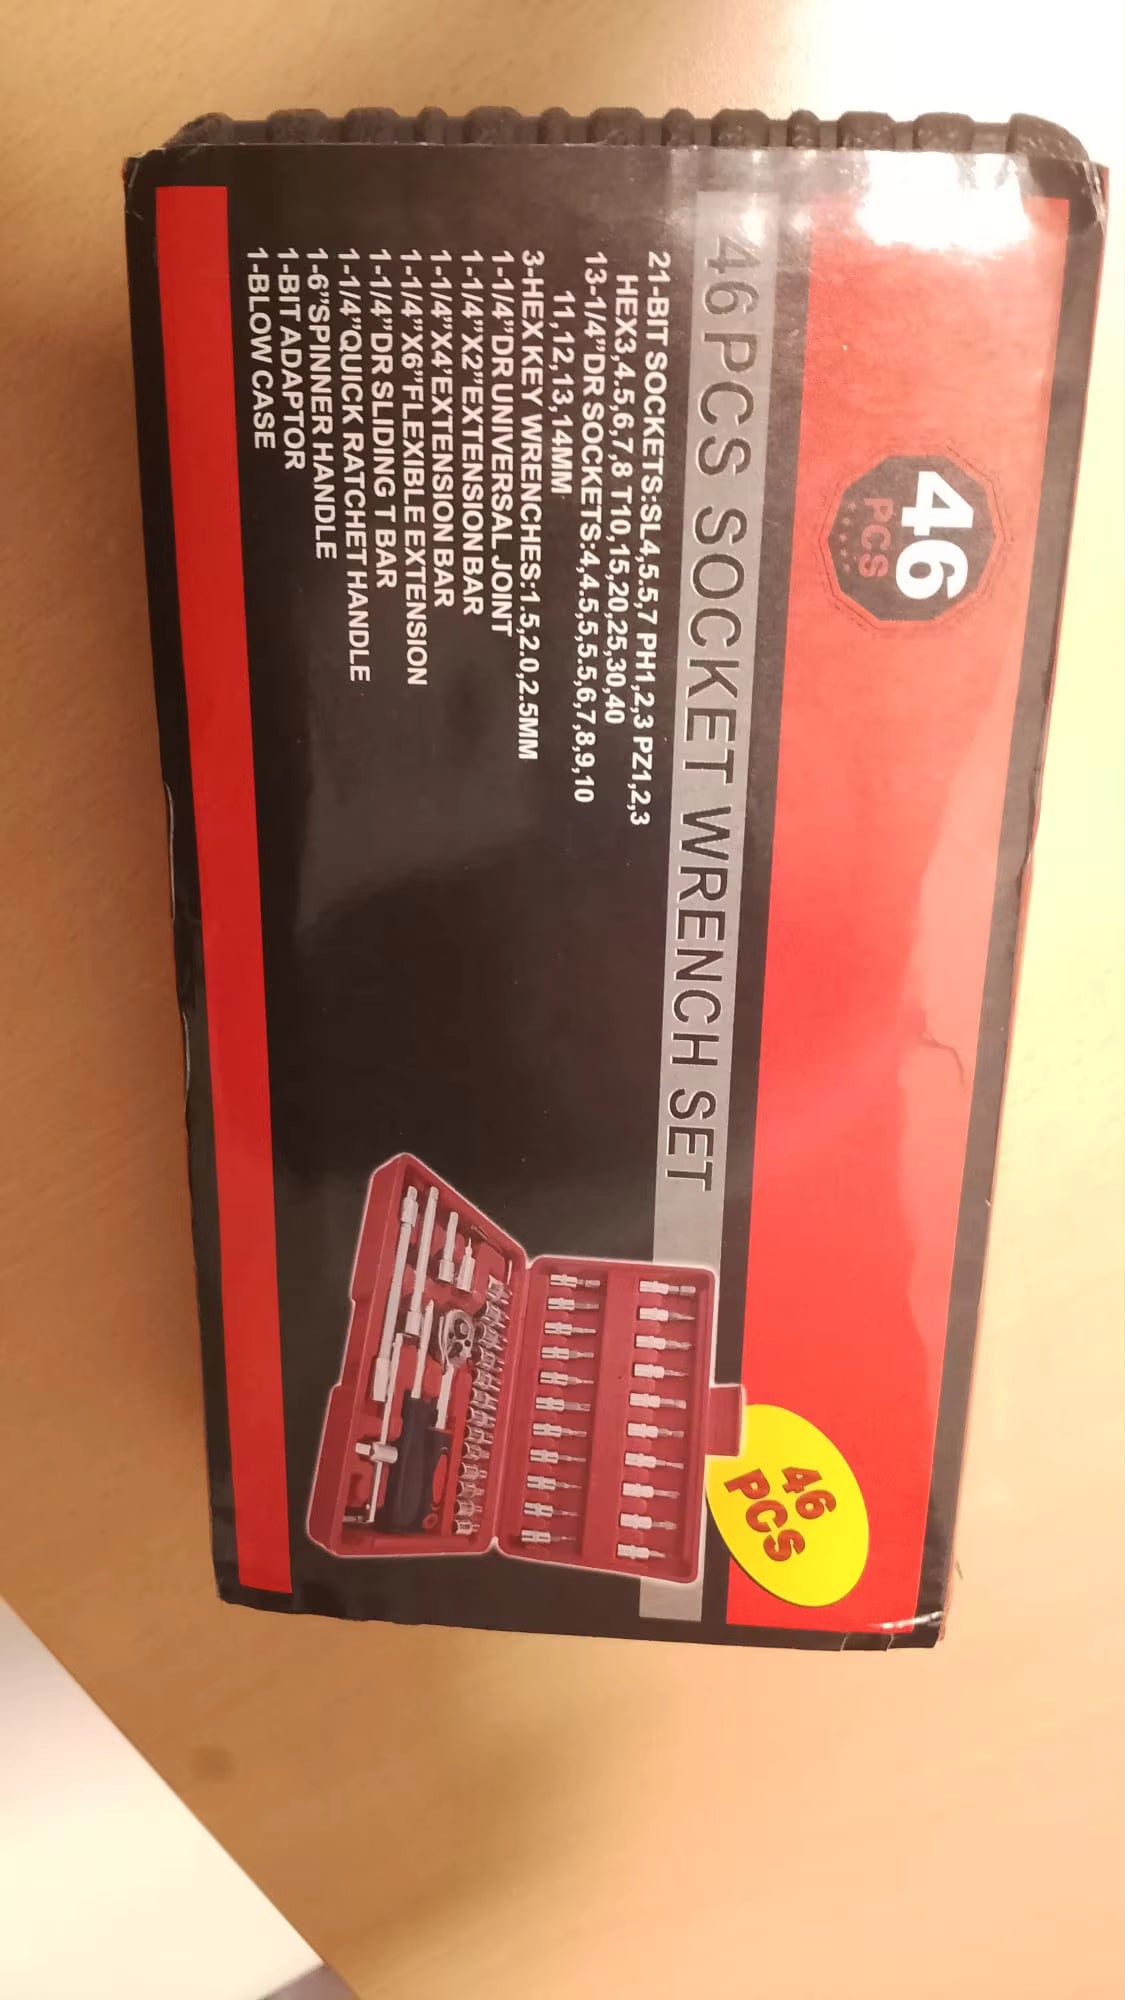 46
PCS
46 PCS SOCKET WRENCH SET
21-BIT SOCKETS:SL4,5.5,7 PH1,2,3 PZ1,2,3
HEX3,4.5,6,7,8 T10,15,20,25,30,40
13-1/4"DR SOCKETS:4,4.5,5,5.5,6,7,8,9,10
11,12,13,14MM
3-HEX KEY WRENCHES:1.5,2.0,2.5MM
1-1/4"DR UNIVERSAL JOINT
1-1/4"X2"EXTENSION BAR
1-1/4"X4'EXTENSION BAR
1-1/4"X6"FLEXIBLE EXTENSION
1-1/4"DR SLIDING T BAR
1-1/4"QUICK RATCHET HANDLE
1-6"SPINNER HANDLE
1-BIT ADAPTOR
1-BLOW CASE
46
PCS